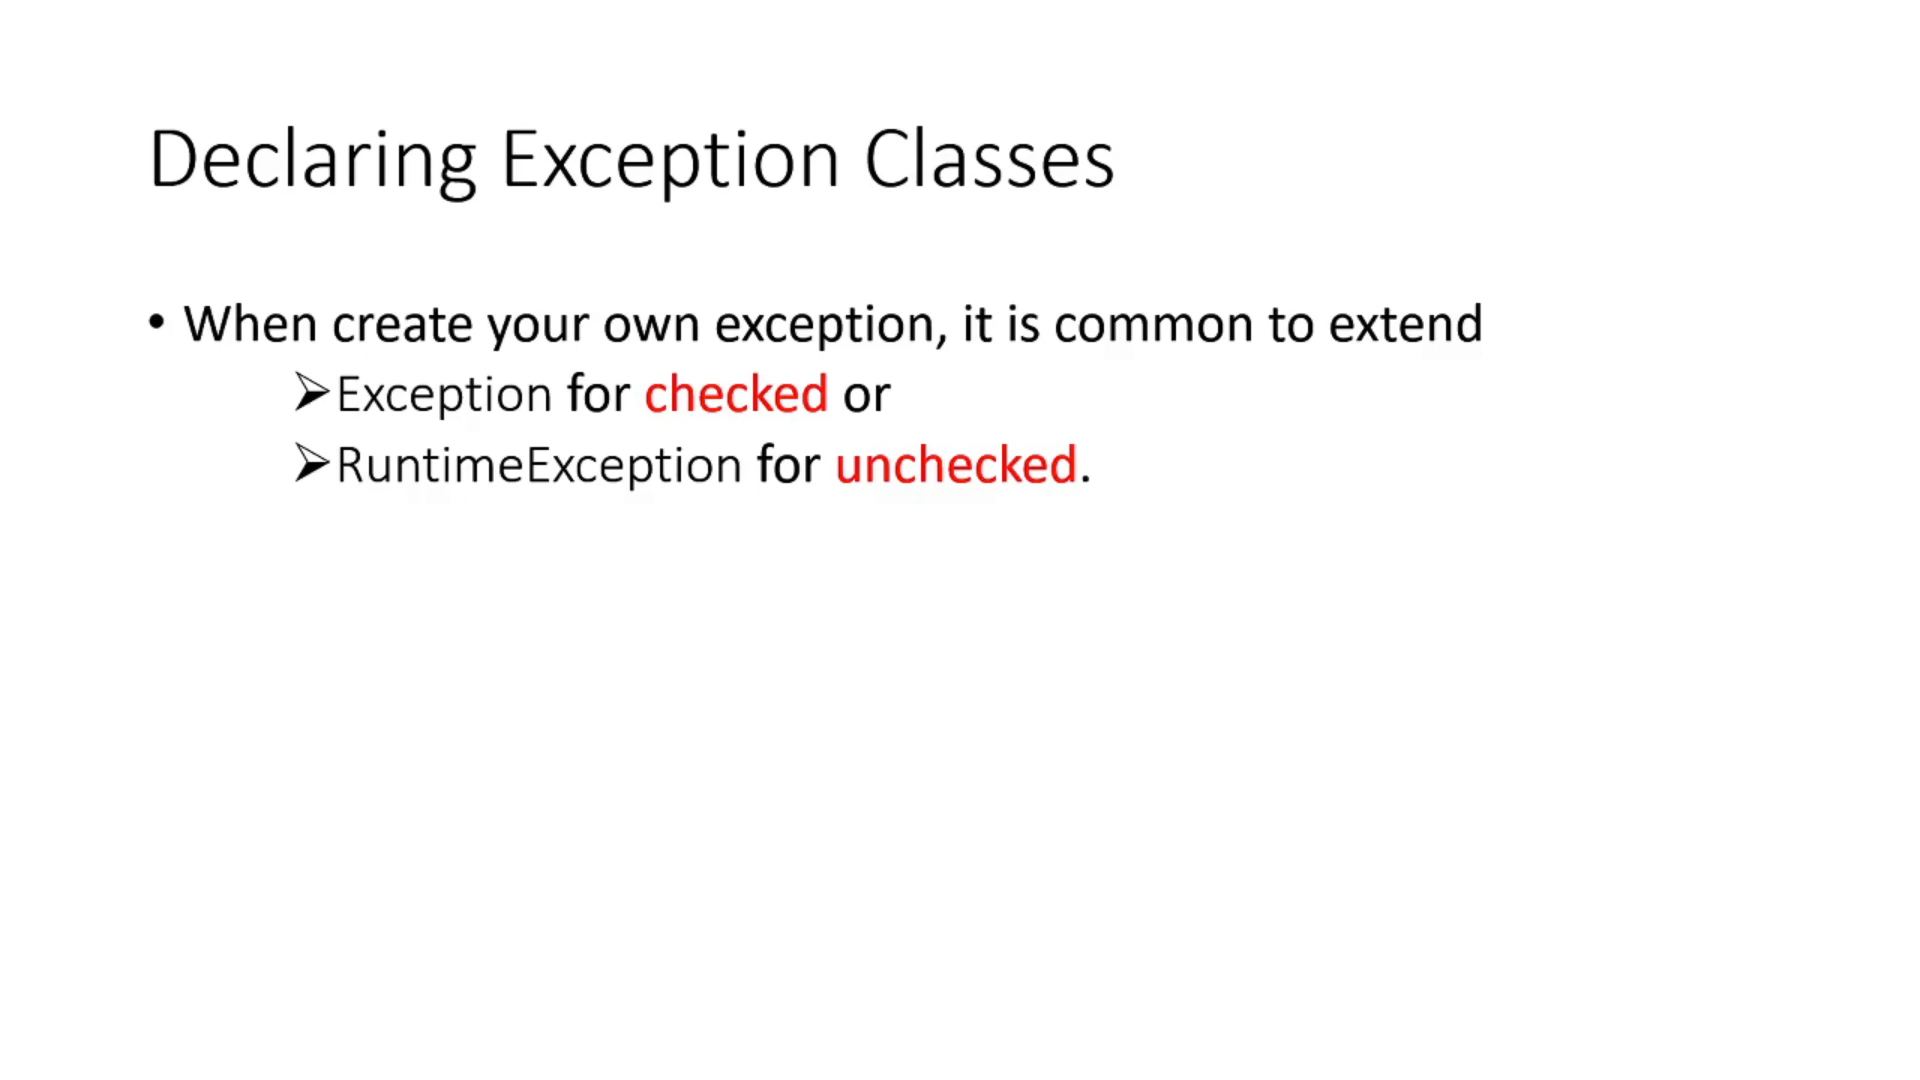 Declaring Exception Classes
• When create your own exception, it is common to extend
➢Exception for checked or
➢RuntimeException for unchecked.